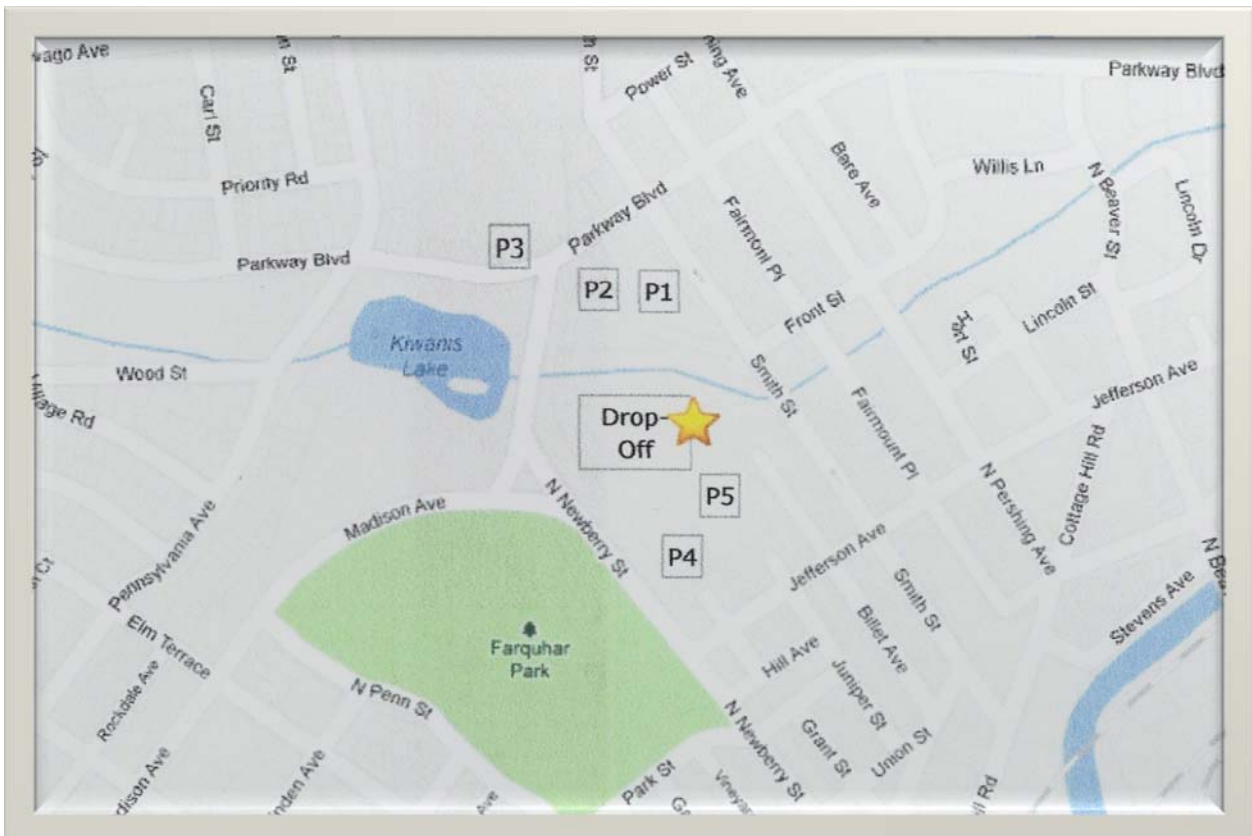 Carl St
Power St
Parkway Blvd
Priority Rd
Bare Ave
Willis Ln
N Beaver St
Lincoln Dr
Parkway Blvd
P3
Parkway Blvd
Fairmont Pl
P2
P1
Front St
Lincoln St
Kiwanis
Lake
Wood St
Smith St
Jefferson Ave
Drop-
Off
Fairmount Pl
Cottage Hill Rd
P5
N Pershing Ave
N Newberry St
Madison Ave
Pennsylvania Ave
P4
Jefferson Ave
Smith St
Stevens Ave
Elm Terrace
Farquhar
Park
Billet Ave
Hill Ave
Juniper St
Rockdale Ave
N Penn St
N Newberry St
Grant St
Union St
Park St